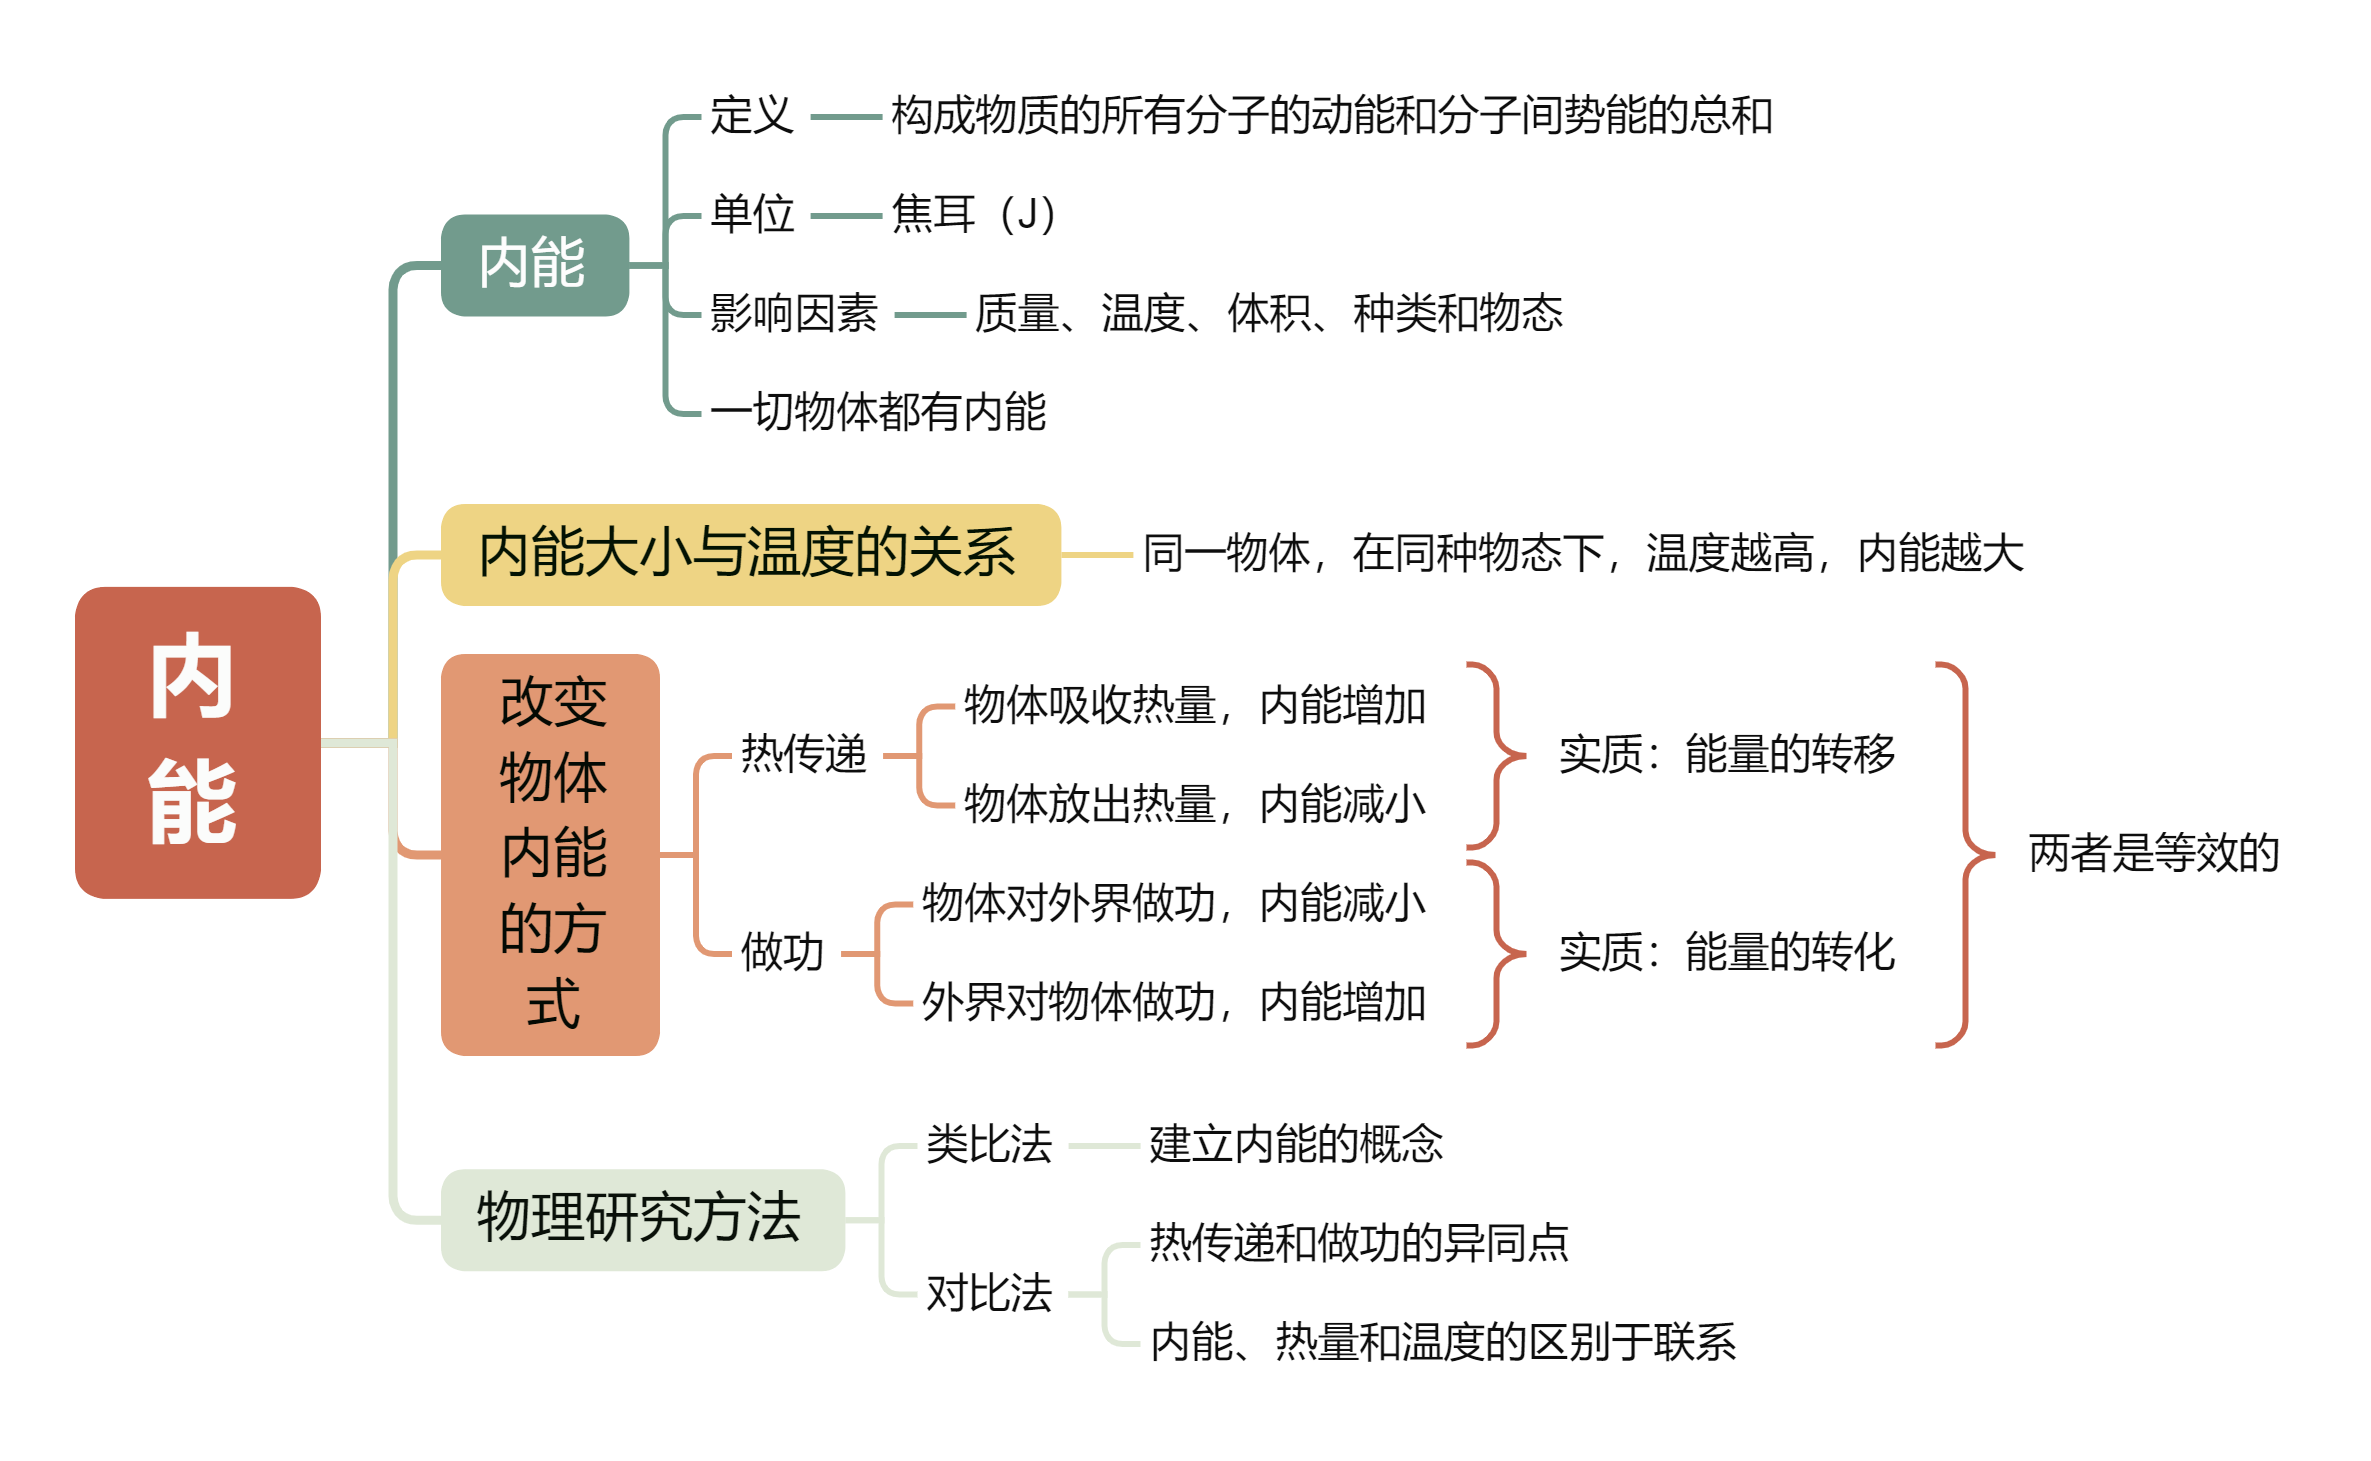 内
能
内能
定义
构成物质的所有分子的动能和分子间势能的总和
单位
焦耳（J）
影响因素
质量、温度、体积、种类和物态
一切物体都有内能
内能大小与温度的关系
同一物体，在同种物态下，温度越高，内能越大
改变
物体
内能
的方
式
热传递
物体吸收热量，内能增加
物体放出热量，内能减小
实质：能量的转移
做功
物体对外界做功，内能减小
外界对物体做功，内能增加
实质：能量的转化
两者是等效的
物理研究方法
类比法
建立内能的概念
对比法
热传递和做功的异同点
内能、热量和温度的区别于联系